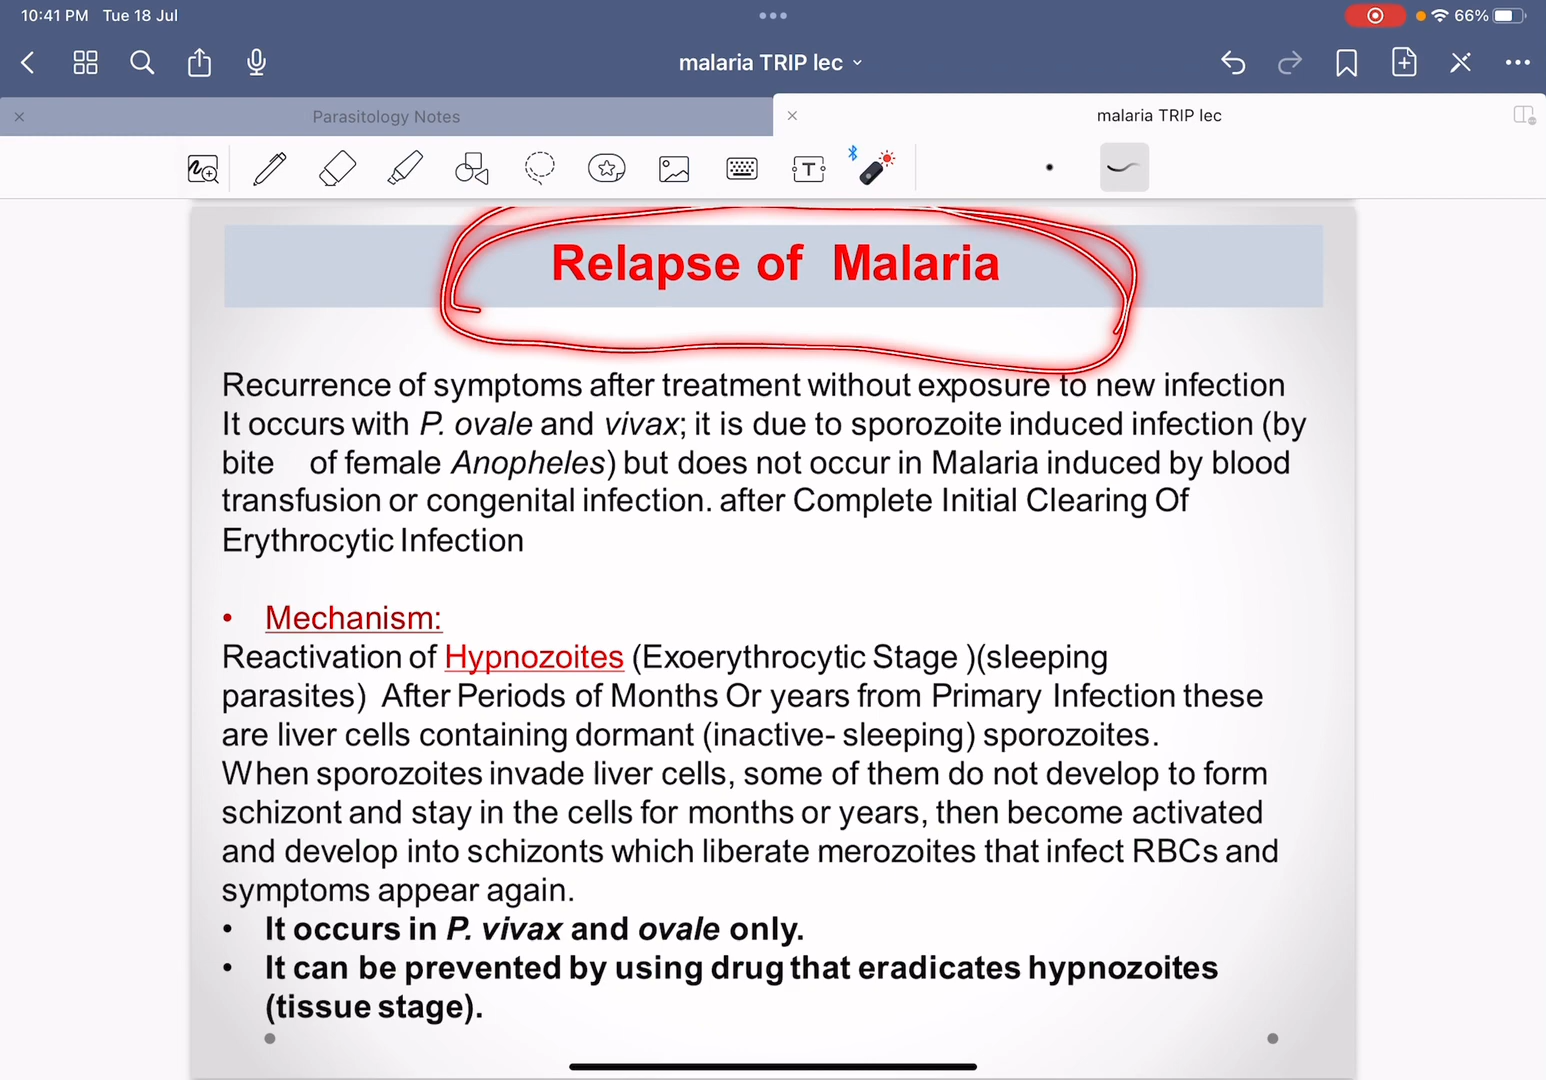 10:41 PM Tue 18 Jul
66%
malaria TRIP lec
Parasitology Notes
malaria TRIP lec
T
Relapse of Malaria
Recurrence of symptoms after treatment without exposure to new infection
It occurs with P. ovale and vivax; it is due to sporozoite induced infection (by
bite of female Anopheles) but does not occur in Malaria induced by blood
transfusion or congenital infection. after Complete Initial Clearing Of
Erythrocytic Infection
• Mechanism:
Reactivation of Hypnozoites (Exoerythrocytic Stage )(sleeping
parasites) After Periods of Months Or years from Primary Infection these
are liver cells containing dormant (inactive- sleeping) sporozoites.
When sporozoites invade liver cells, some of them do not develop to form
schizont and stay in the cells for months or years, then become activated
and develop into schizonts which liberate merozoites that infect RBCs and
symptoms appear again.
• It occurs in P. vivax and ovale only.
• It can be prevented by using drug that eradicates hypnozoites
(tissue stage).